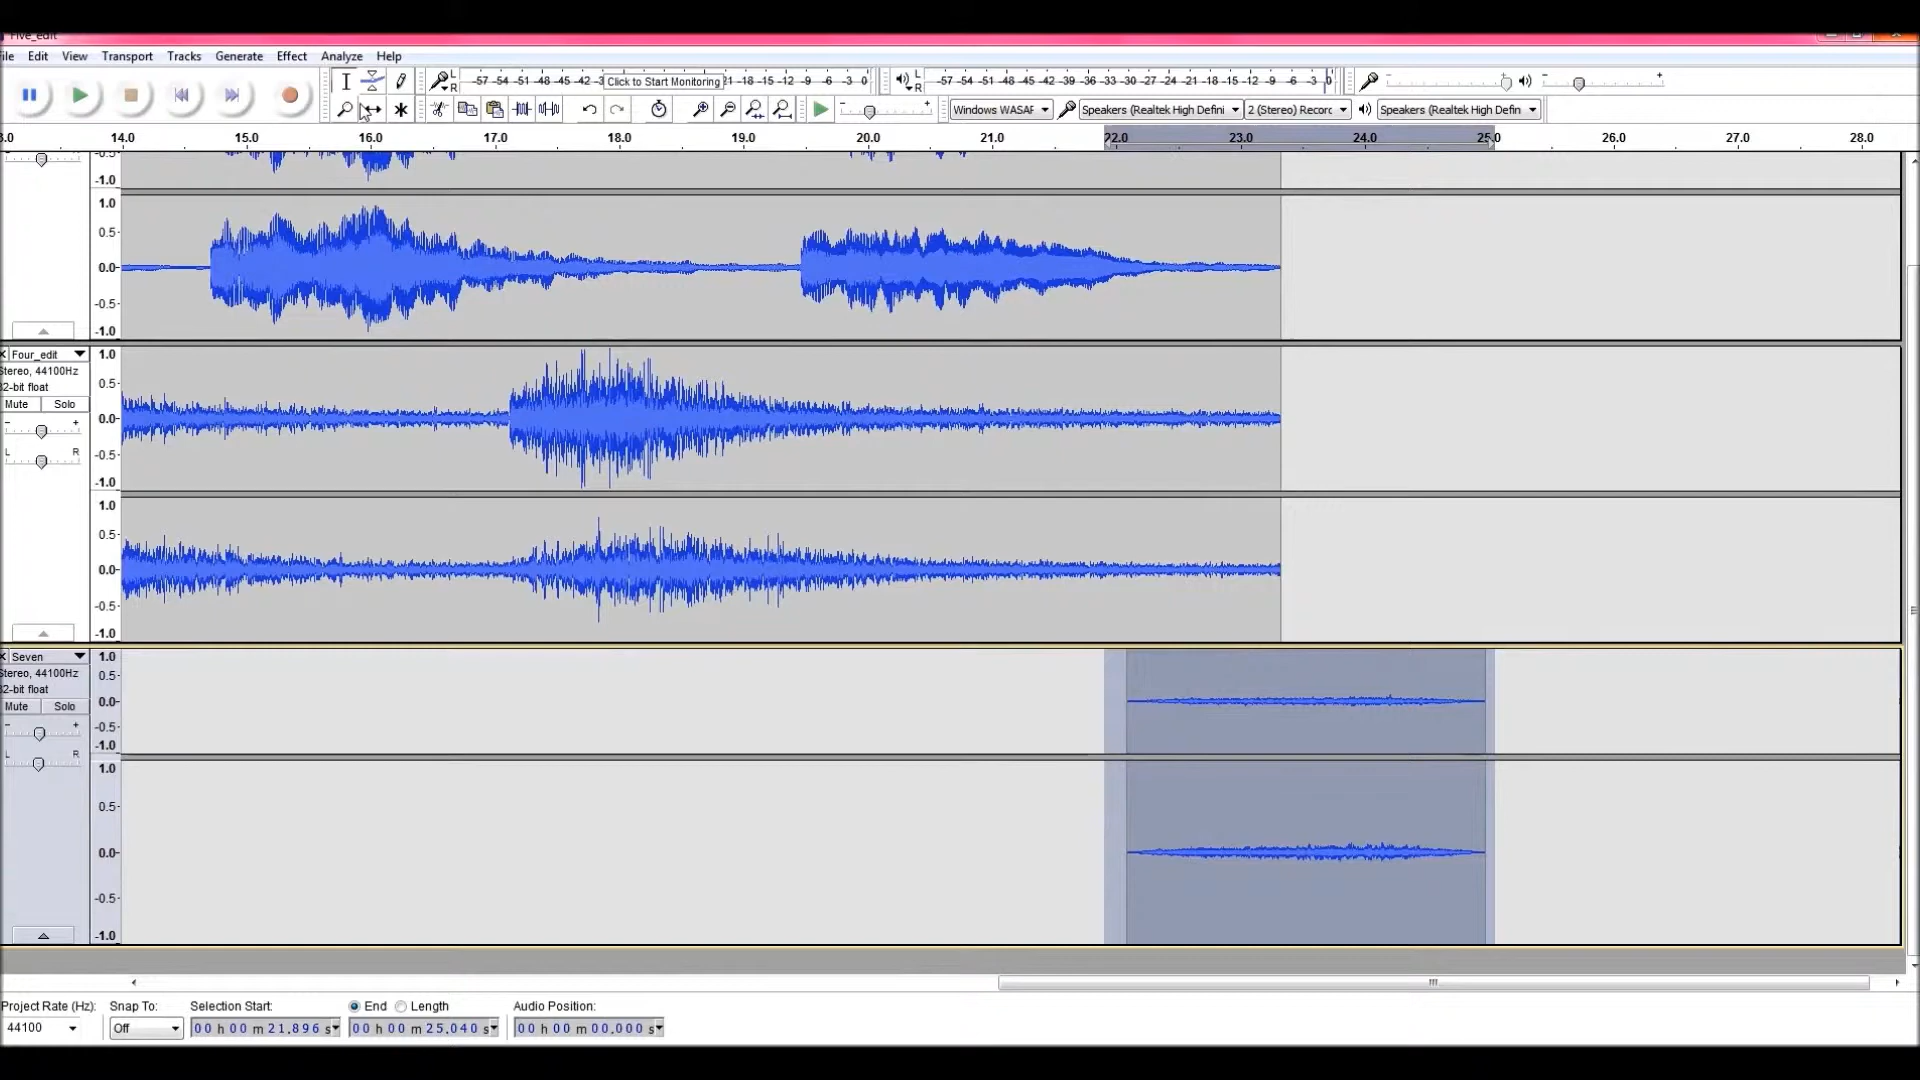 Five_edit
File Edit View Transport Tracks Generate Effect Analyze Help
L R -57 -54 -51 -48 -45 -42 -3 Click to Start Monitoring 21 -18 -15 -12 -9 -6 -3 0
L R -57 -54 -51 -48 -45 -42 -39 -36 -33 -30 -27 -24 -21 -18 -15 -12 -9 -6 -3 0
- + - +
- + Windows WASAF Speakers (Realtek High Defini 2 (Stereo) Recorc Speakers (Realtek High Defin
3.0 14.0 15.0 16.0 17.0 18.0 19.0 20.0 21.0 22.0 23.0 24.0 25.0 26.0 27.0 28.0
-0.5
-1.0
1.0
0.5
0.0
-0.5
-1.0
Four_edit 1.0
Stereo, 44100Hz
32-bit float 0.5
Mute Solo
0.0
- +
L R -0.5
-1.0
1.0
0.5
0.0
-0.5
-1.0
Seven 1.0
Stereo, 44100Hz 0.5
32-bit float
Mute Solo 0.0
- + -0.5
-1.0
L R
1.0
0.5
0.0
-0.5
-1.0
Project Rate (Hz): Snap To: Selection Start: End Length Audio Position:
44100 Off 00 h 00 m 21.896 s 00 h 00 m 25.040 s 00 h 00 m 00.000 s